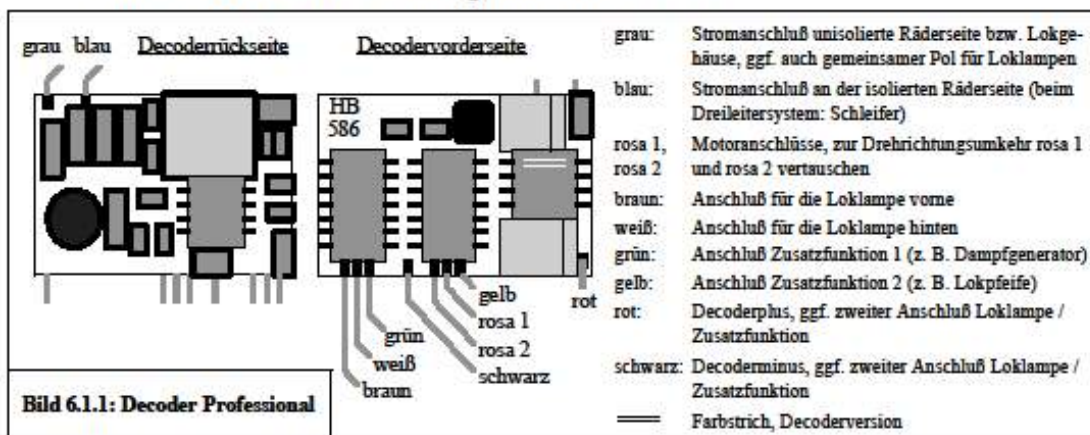 grau blau Decoderrückseite
Decodervorderseite
HB
586
gelb
rot
rosa 1
grün
rosa 2
weiß
schwarz
braun
Bild 6.1.1: Decoder Professional
grau: Stromanschluß unisolierte Räderseite bzw. Lokge-
häuse, ggf. auch gemeinsamer Pol für Loklampen
blau: Stromanschluß an der isolierten Räderseite (beim
Dreileitersystem: Schleifer)
rosa 1, Motoranschlüsse, zur Drehrichtungsumkehr rosa 1
rosa 2 und rosa 2 vertauschen
braun: Anschluß für die Loklampe vorne
weiß: Anschluß für die Loklampe hinten
grün: Anschluß Zusatzfunktion 1 (z. B. Dampfgenerator)
gelb: Anschluß Zusatzfunktion 2 (z. B. Lokpfeife)
rot: Decoderplus, ggf. zweiter Anschluß Loklampe /
Zusatzfunktion
schwarz: Decoderminus, ggf. zweiter Anschluß Loklampe /
Zusatzfunktion
Farbstrich, Decoderversion